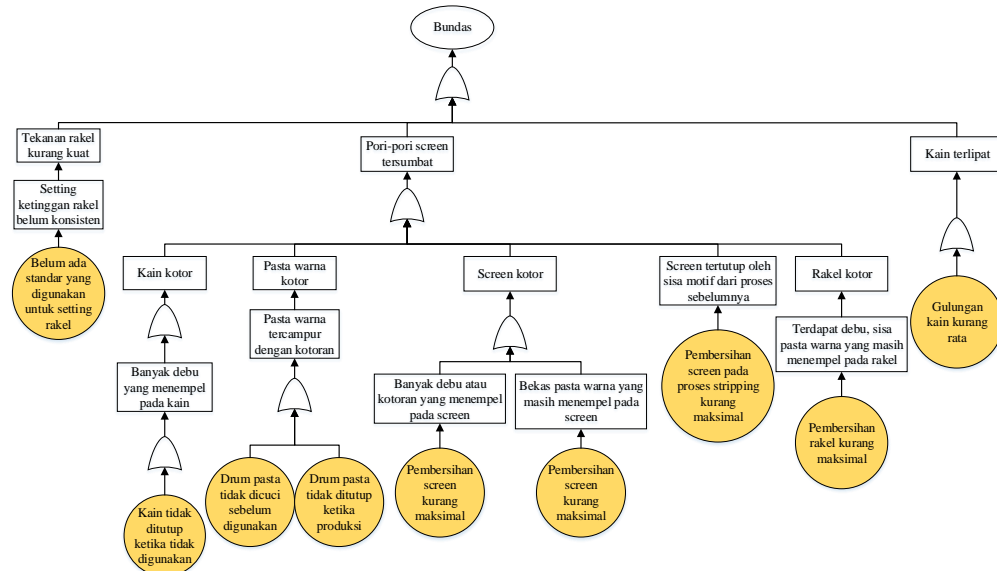 Bundas
Tekanan rakel
kurang kuat
Pori-pori screen
tersumbat
Kain terlipat
Setting
ketinggan rakel
belum konsisten
Belum ada
standar yang
digunakan
untuk setting
rakel
Kain kotor
Pasta warna
kotor
Screen kotor
Screen tertutup oleh
sisa motif dari proses
sebelumnya
Rakel kotor
Gulungan
kain kurang
rata
Pasta warna
tercampur
dengan kotoran
Terdapat debu, sisa
pasta warna yang masih
menempel pada rakel
Banyak debu
yang menempel
pada kain
Banyak debu atau
kotoran yang menempel
pada screen
Bekas pasta warna yang
masih menempel pada
screen
Pembersihan
screen pada
proses stripping
kurang
maksimal
Pembersihan
rakel kurang
maksimal
Drum pasta
tidak dicuci
sebelum
digunakan
Drum pasta
tidak ditutup
ketika
produksi
Pembersihan
screen
kurang
maksimal
Pembersihan
screen
kurang
maksimal
Kain tidak
ditutup
ketika tidak
digunakan